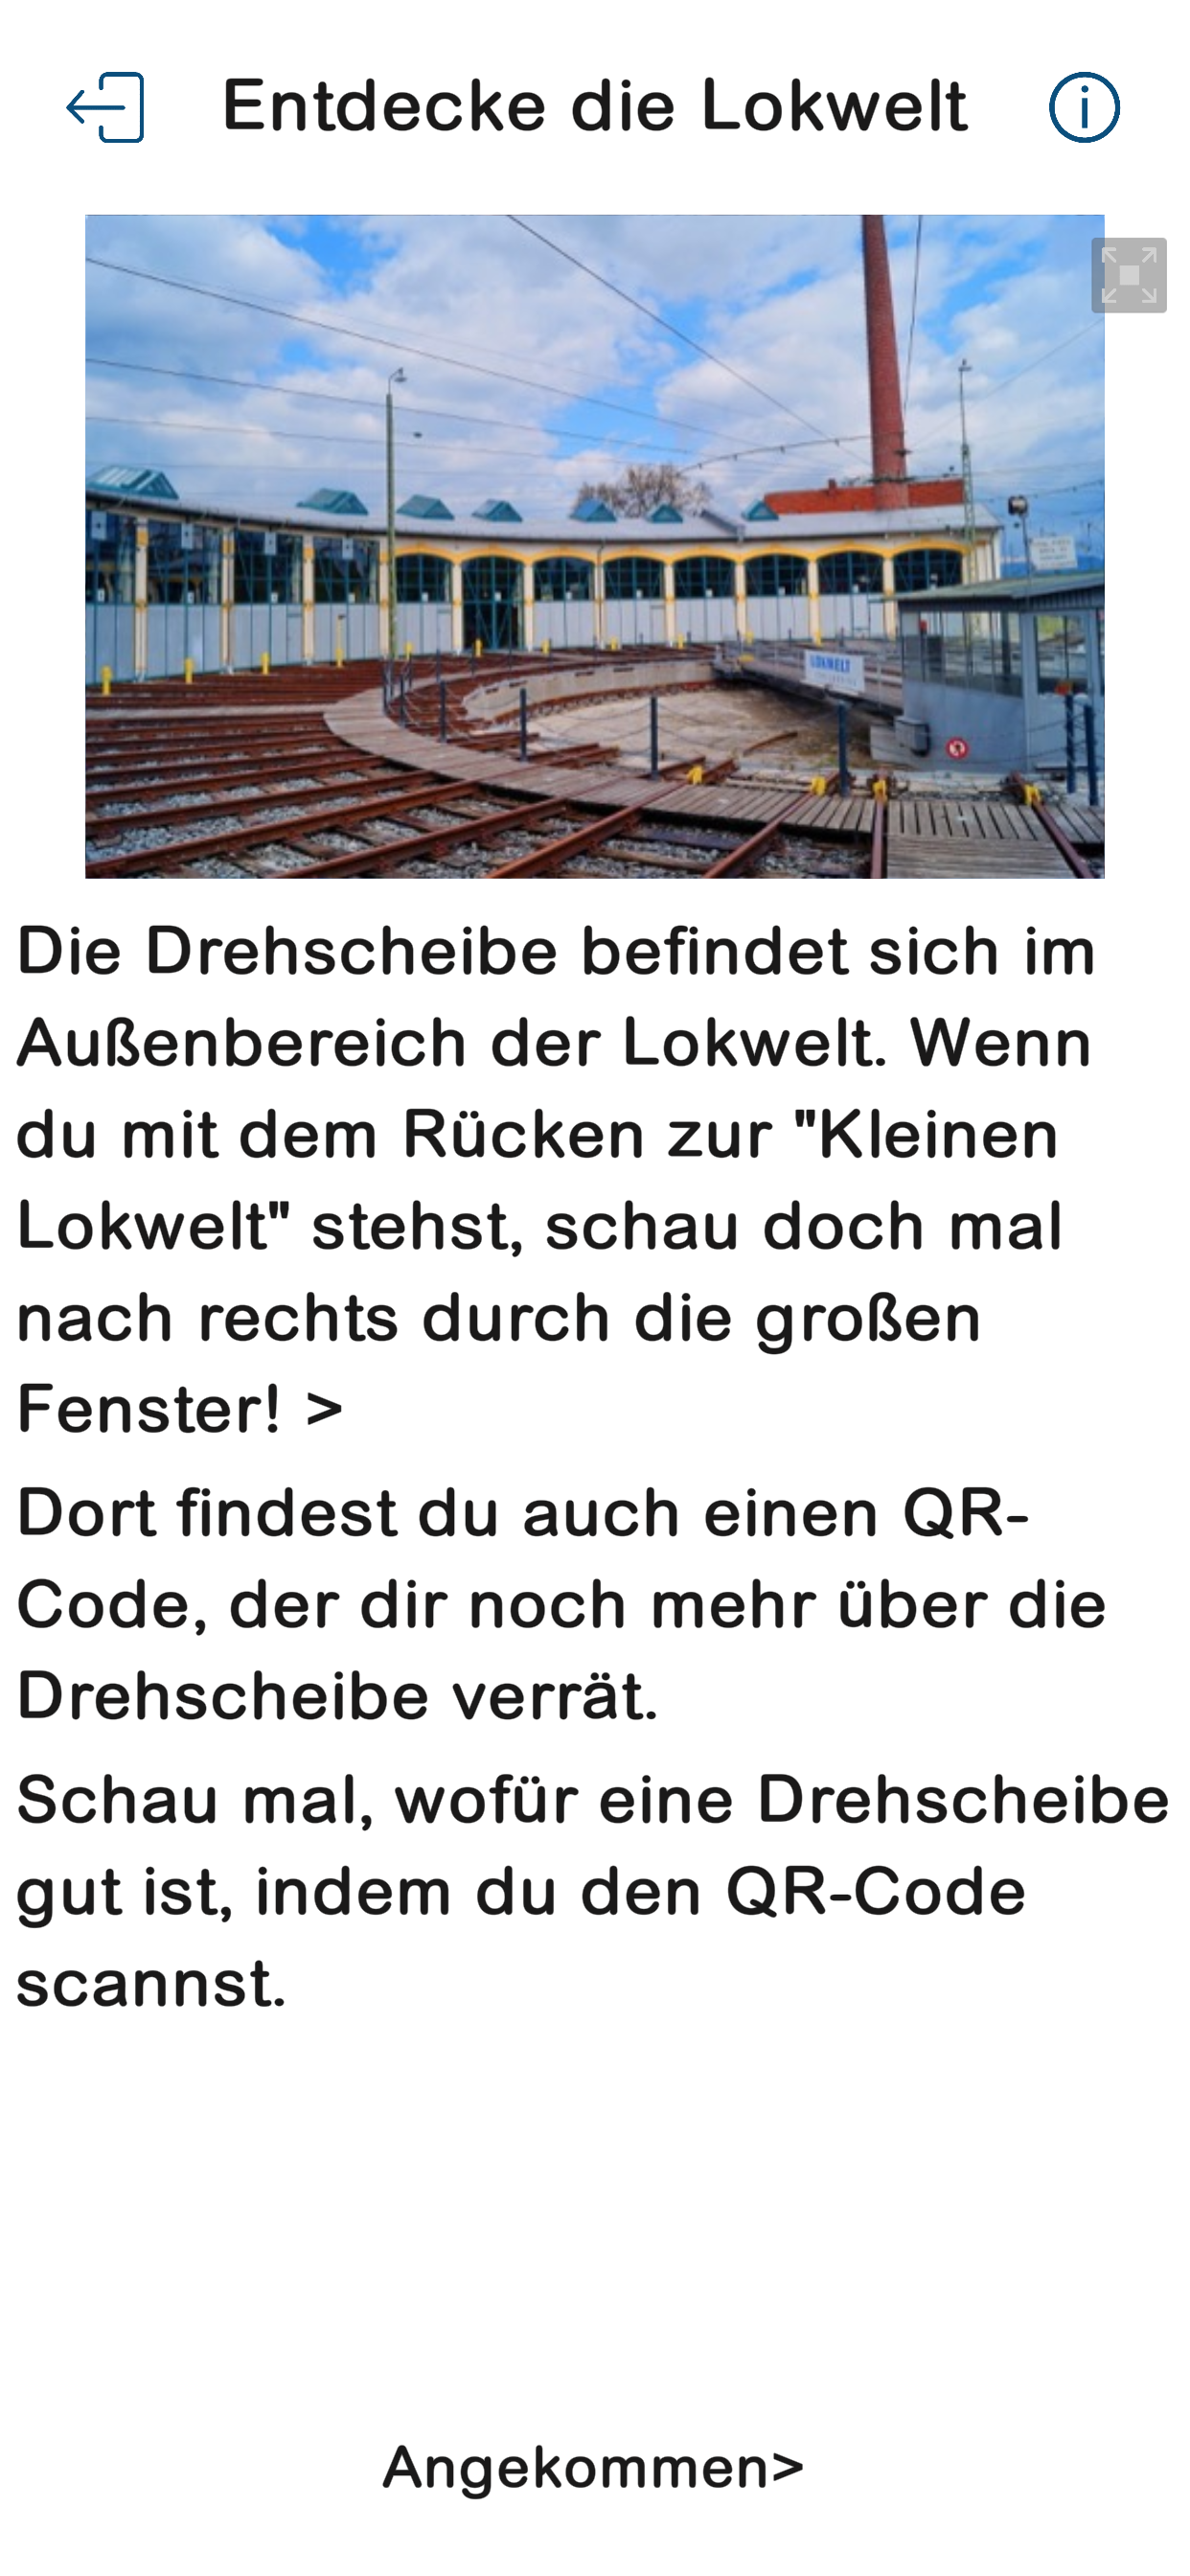 Entdecke die Lokwelt
LOKWELT
Die Drehscheibe befindet sich im
Außenbereich der Lokwelt. Wenn
du mit dem Rücken zur "Kleinen
Lokwelt" stehst, schau doch mal
nach rechts durch die großen
Fenster! >
Dort findest du auch einen QR-
Code, der dir noch mehr über die
Drehscheibe verrät.
Schau mal, wofür eine Drehscheibe
gut ist, indem du den QR-Code
scannst.
Angekommen>